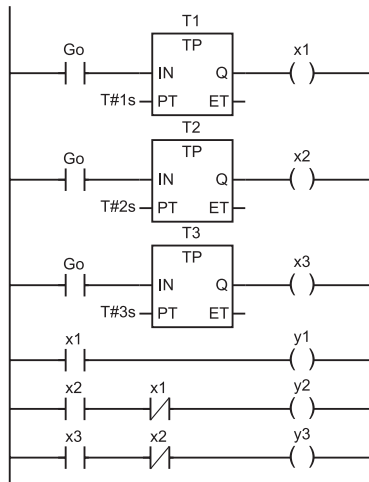 T1
Go TP x1
IN Q
T#1s PT ET
T2
Go TP x2
IN Q
T#2s PT ET
T3
Go TP x3
IN Q
T#3s PT ET
x1 y1
x2 x1 y2
x3 x2 y3